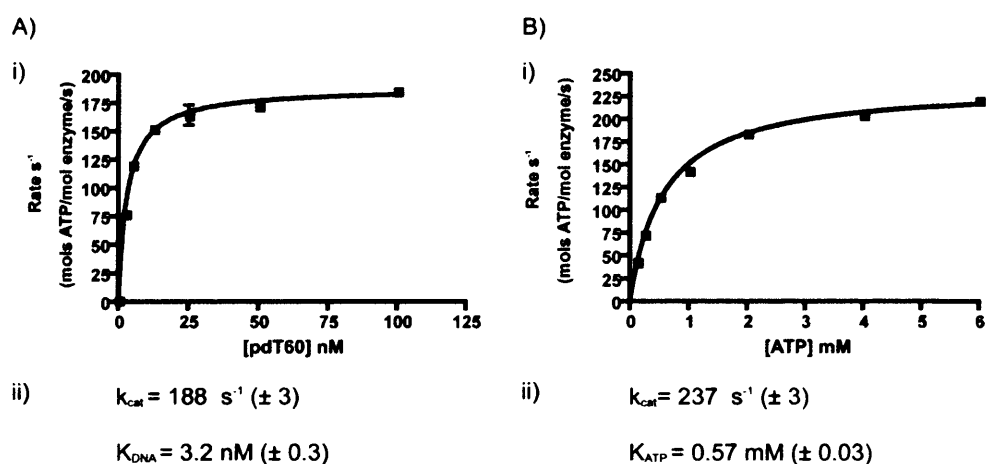 A)
i)
Rate s⁻¹
(mols ATP/mol enzyme/s)
200
175
150
125
100
75
50
25
0
0 25 50 75 100 125
[pdT60] nM
ii)
k_cat = 188 s⁻¹ (± 3)
K_DNA = 3.2 nM (± 0.3)
B)
i)
Rate s⁻¹
(mols ATP/mol enzyme/s)
250
225
200
175
150
125
100
75
50
25
0
0 1 2 3 4 5 6
[ATP] mM
ii)
k_cat = 237 s⁻¹ (± 3)
K_ATP = 0.57 mM (± 0.03)